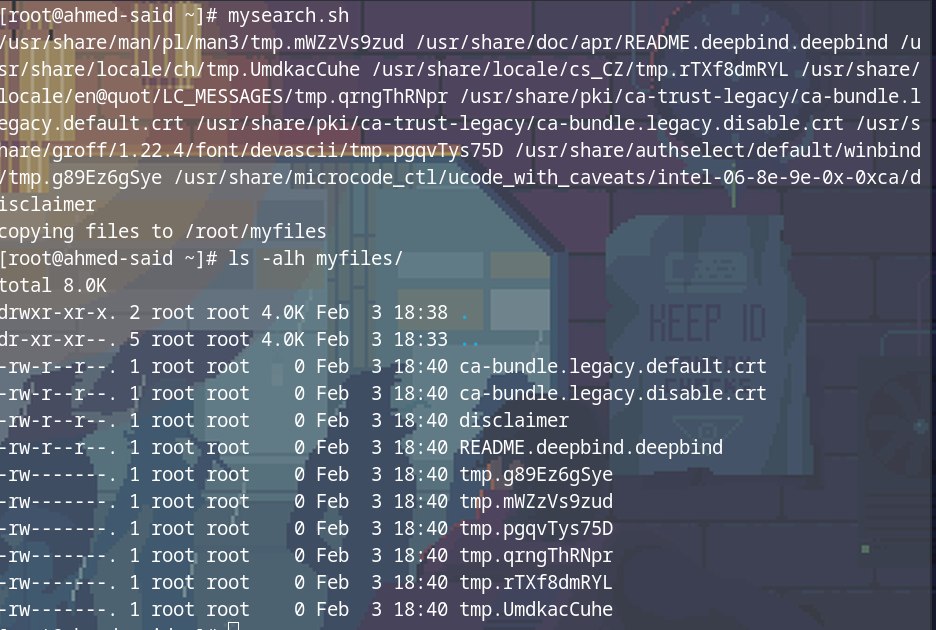 [root@ahmed-said ~]# mysearch.sh
/usr/share/man/pl/man3/tmp.mWZzVs9zud /usr/share/doc/apr/README.deepbind.deepbind /u
sr/share/locale/ch/tmp.UmdkacCuhe /usr/share/locale/cs_CZ/tmp.rTXf8dmRYL /usr/share/
locale/en@quot/LC_MESSAGES/tmp.qrngThRNpr /usr/share/pki/ca-trust-legacy/ca-bundle.l
egacy.default.crt /usr/share/pki/ca-trust-legacy/ca-bundle.legacy.disable.crt /usr/s
hare/groff/1.22.4/font/devascii/tmp.pgqvTys75D /usr/share/authselect/default/winbind
/tmp.g89Ez6gSye /usr/share/microcode_ctl/ucode_with_caveats/intel-06-8e-9e-0x-0xca/d
isclaimer
copying files to /root/myfiles
[root@ahmed-said ~]# ls -alh myfiles/
total 8.0K
drwxr-xr-x. 2 root root 4.0K Feb  3 18:38 .
dr-xr-xr--. 5 root root 4.0K Feb  3 18:33 ..
-rw-r--r--. 1 root root    0 Feb  3 18:40 ca-bundle.legacy.default.crt
-rw-r--r--. 1 root root    0 Feb  3 18:40 ca-bundle.legacy.disable.crt
-rw-r--r--. 1 root root    0 Feb  3 18:40 disclaimer
-rw-r--r--. 1 root root    0 Feb  3 18:40 README.deepbind.deepbind
-rw-------. 1 root root    0 Feb  3 18:40 tmp.g89Ez6gSye
-rw-------. 1 root root    0 Feb  3 18:40 tmp.mWZzVs9zud
-rw-------. 1 root root    0 Feb  3 18:40 tmp.pgqvTys75D
-rw-------. 1 root root    0 Feb  3 18:40 tmp.qrngThRNpr
-rw-------. 1 root root    0 Feb  3 18:40 tmp.rTXf8dmRYL
-rw-------. 1 root root    0 Feb  3 18:40 tmp.UmdkacCuhe
KEEP ID